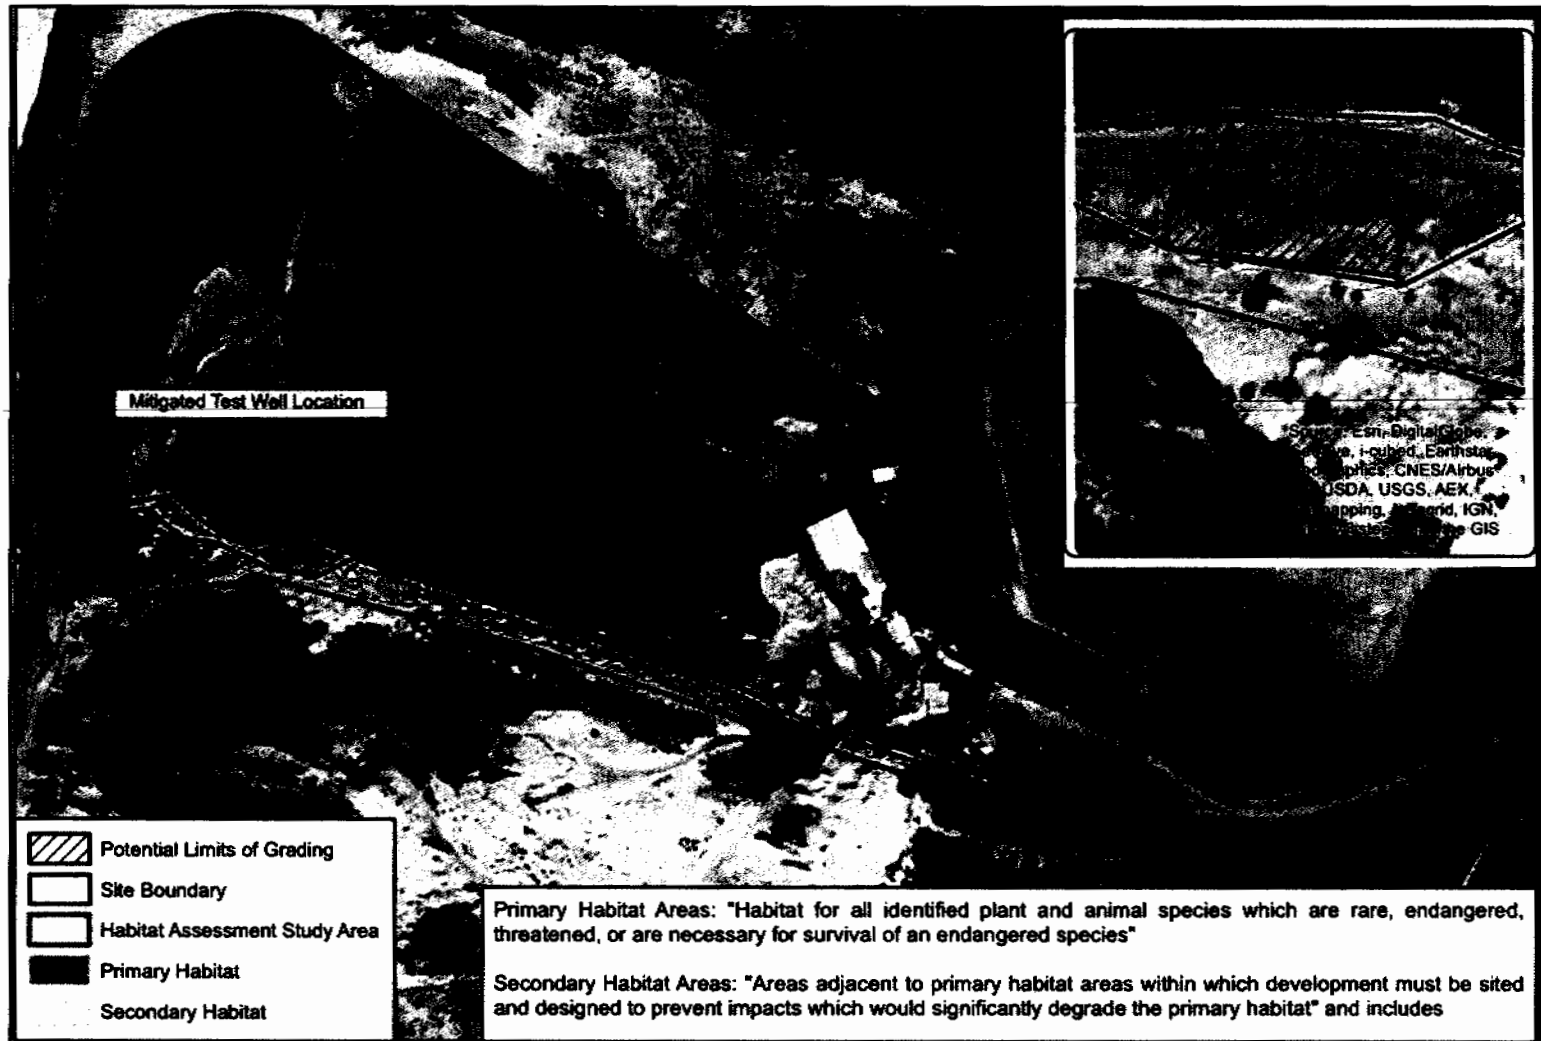 Mitigated Test Well Location
Source: Esri, DigitalGlobe,
i-cubed, Earthstar
CNES/Airbus
USDA, USGS, AEX,
IGN,
GIS
Potential Limits of Grading
Site Boundary
Habitat Assessment Study Area
Primary Habitat
Secondary Habitat
Primary Habitat Areas: "Habitat for all identified plant and animal species which are rare, endangered,
threatened, or are necessary for survival of an endangered species"
Secondary Habitat Areas: "Areas adjacent to primary habitat areas within which development must be sited
and designed to prevent impacts which would significantly degrade the primary habitat" and includes